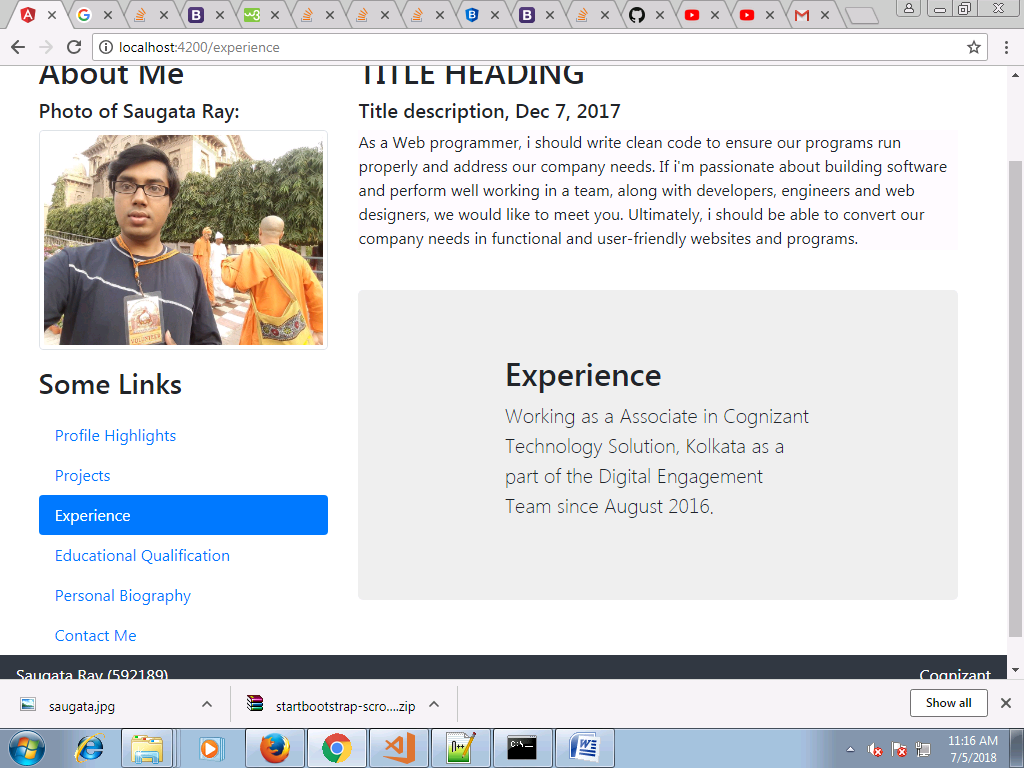 localhost:4200/experience
About Me
Photo of Saugata Ray:
VOLUNTEER
Some Links
Profile Highlights
Projects
Experience
Educational Qualification
Personal Biography
Contact Me
TITLE HEADING
Title description, Dec 7, 2017
As a Web programmer, i should write clean code to ensure our programs run
properly and address our company needs. If i'm passionate about building software
and perform well working in a team, along with developers, engineers and web
designers, we would like to meet you. Ultimately, i should be able to convert our
company needs in functional and user-friendly websites and programs.
Experience
Working as a Associate in Cognizant
Technology Solution, Kolkata as a
part of the Digital Engagement
Team since August 2016.
Saugata Ray (592189)
Cognizant
saugata.jpg
startbootstrap-scro....zip
Show all
11:16 AM
7/5/2018